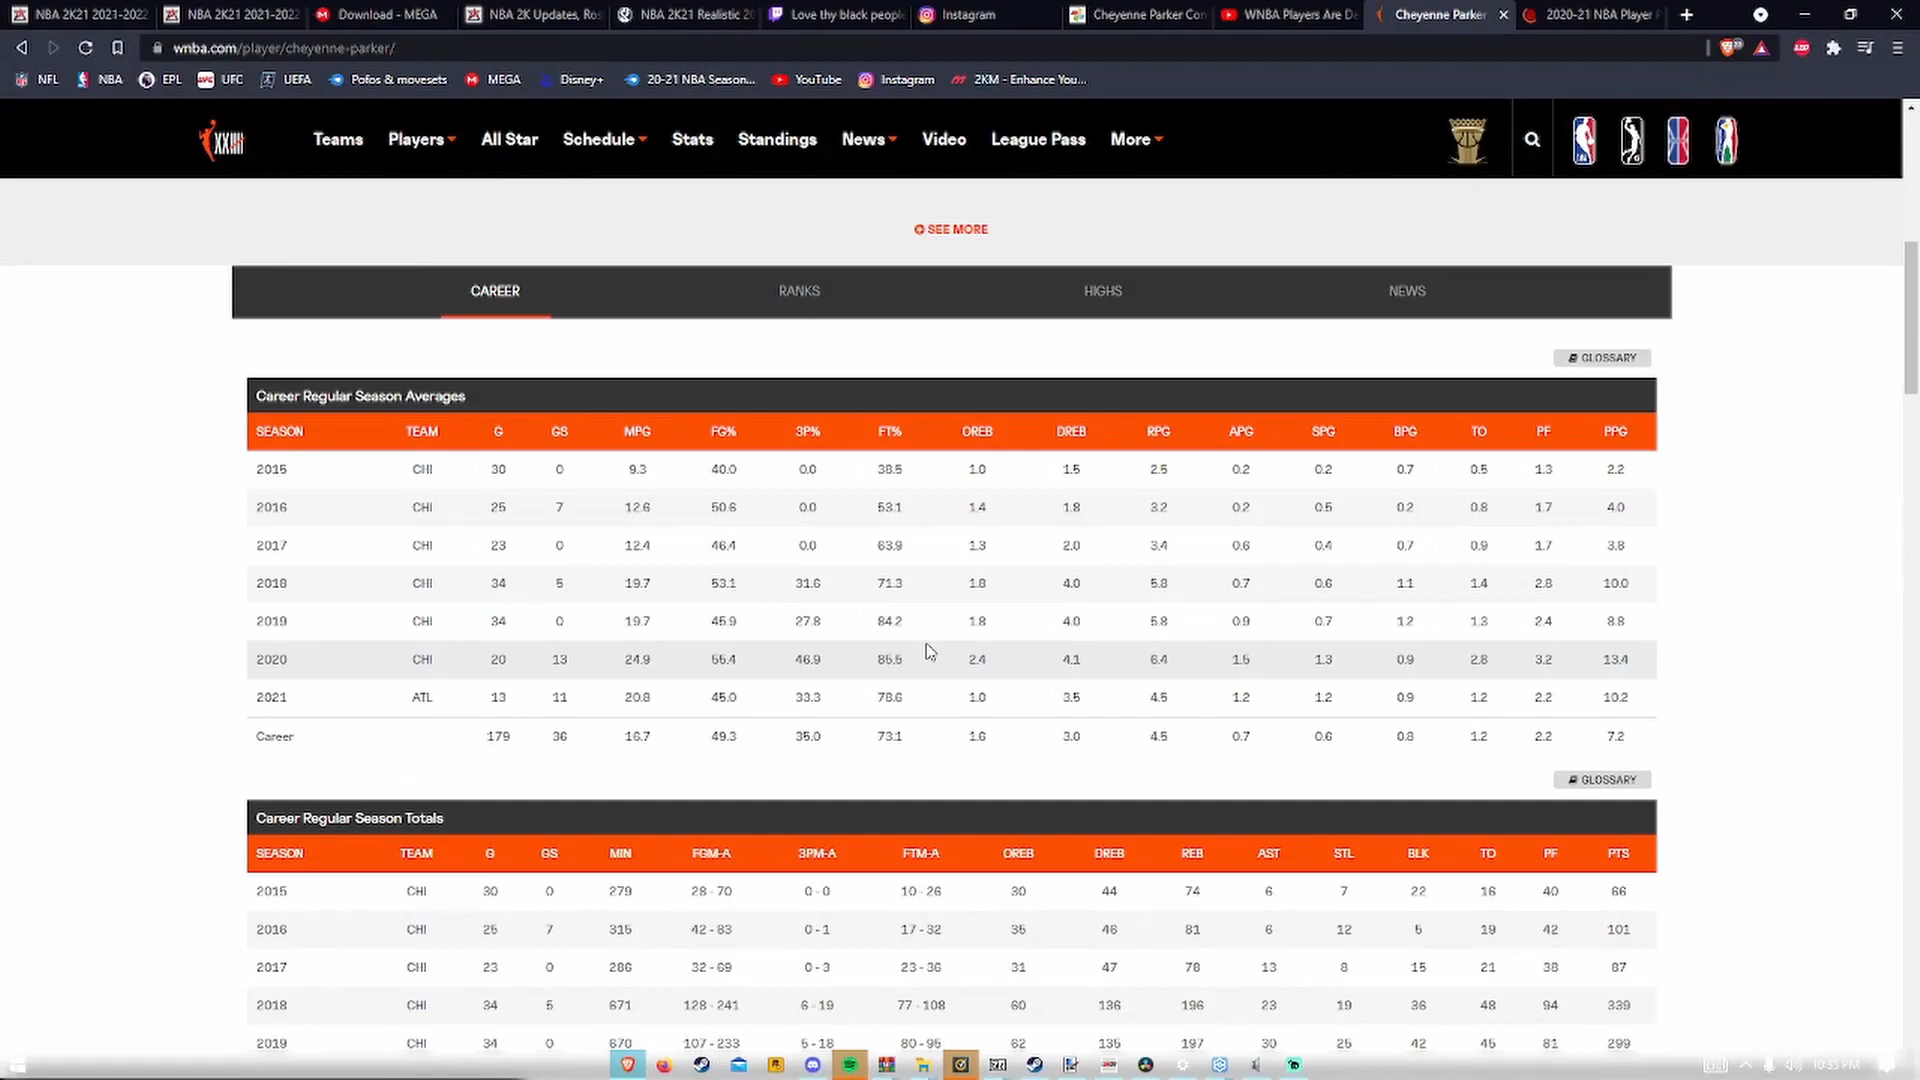 NBA 2K21 2021-2022 NBA 2K21 2021-2022 Download - MEGA NBA 2K Updates, Ros NBA 2K21 Realistic 20 Love thy black people Instagram Cheyenne Parker Con WNBA Players Are De Cheyenne Parker 2020-21 NBA Player
wnba.com/player/cheyenne-parker/
NFL NBA EPL UFC UEFA Pofos & movesets MEGA Disney+ 20-21 NBA Season... YouTube Instagram 2KM - Enhance You...
Teams Players All Star Schedule Stats Standings News Video League Pass More
SEE MORE
CAREER RANKS HIGHS NEWS
GLOSSARY
Career Regular Season Averages
SEASON TEAM G GS MPG FG% 3P% FT% OREB DREB RPG APG SPG BPG TO PF PPG
2015 CHI 30 0 9.3 40.0 0.0 38.5 1.0 1.5 2.5 0.2 0.2 0.7 0.5 1.3 2.2
2016 CHI 25 7 12.6 50.6 0.0 53.1 1.4 1.8 3.2 0.2 0.5 0.2 0.8 1.7 4.0
2017 CHI 23 0 12.4 46.4 0.0 63.9 1.3 2.0 3.4 0.6 0.4 0.7 0.9 1.7 3.8
2018 CHI 34 5 19.7 53.1 31.6 71.3 1.8 4.0 5.8 0.7 0.6 1.1 1.4 2.8 10.0
2019 CHI 34 0 19.7 45.9 27.8 84.2 1.8 4.0 5.8 0.9 0.7 1.2 1.3 2.4 8.8
2020 CHI 20 13 24.9 55.4 46.9 85.5 2.4 4.1 6.4 1.5 1.3 0.9 2.8 3.2 13.4
2021 ATL 13 11 20.8 45.0 33.3 78.6 1.0 3.5 4.5 1.2 1.2 0.9 1.2 2.2 10.2
Career 179 36 16.7 49.3 35.0 73.1 1.6 3.0 4.5 0.7 0.6 0.8 1.2 2.2 7.2
GLOSSARY
Career Regular Season Totals
SEASON TEAM G GS MIN FGM-A 3PM-A FTM-A OREB DREB REB AST STL BLK TO PF PTS
2015 CHI 30 0 279 28 - 70 0 - 0 10 - 26 30 44 74 6 7 22 16 40 66
2016 CHI 25 7 315 42 - 83 0 - 1 17 - 32 35 46 81 6 12 5 19 42 101
2017 CHI 23 0 286 32 - 69 0 - 3 23 - 36 31 47 78 13 8 15 21 38 87
2018 CHI 34 5 671 128 - 241 6 - 19 77 - 108 60 136 196 23 19 36 48 94 339
2019 CHI 34 0 670 107 - 233 5 - 18 80 - 95 62 135 197 30 25 42 45 81 299
10:35 PM